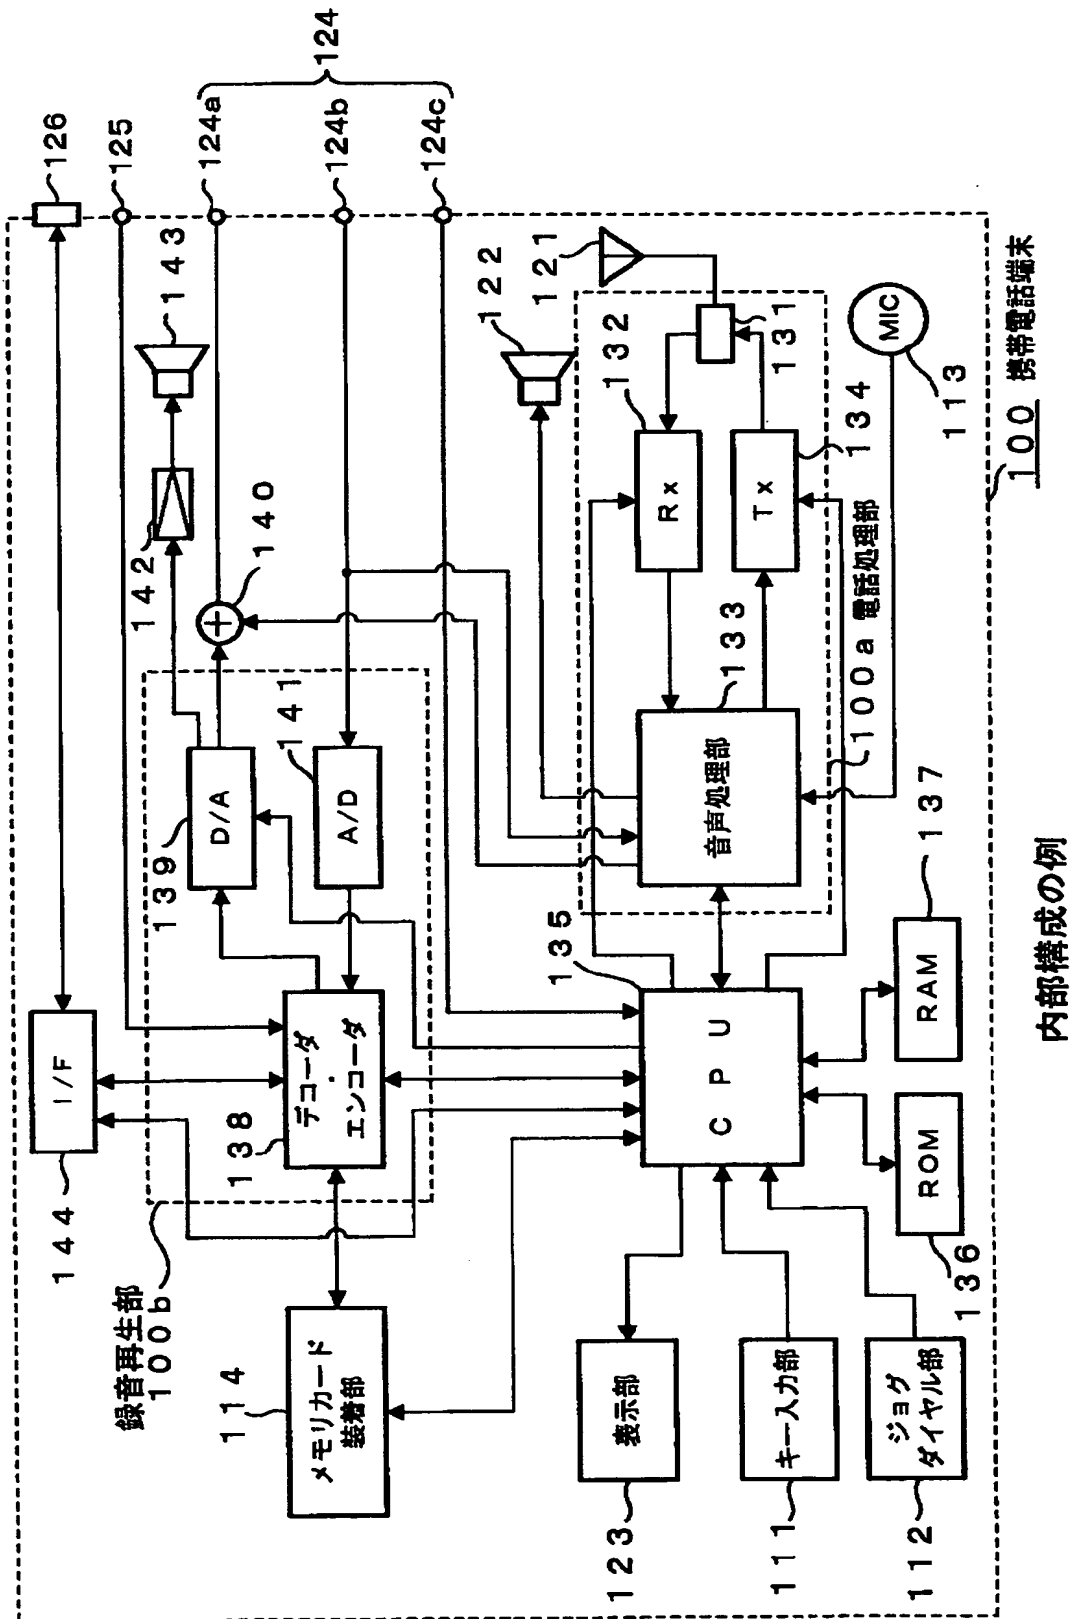 126
125
124a
124b
124c
124
143
142
140
122
121
144
I/F
録音再生部
100b
139
D/A
141
A/D
138
デコーダ・
エンコーダ
114
メモリカード
装着部
132
Rx
131
134
Tx
133
音声処理部
100a 電話処理部
MIC
113
135
CPU
137
RAM
136
ROM
123
表示部
111
キー入力部
112
ジョグ
ダイヤル部
100 携帯電話端末
内部構成の例